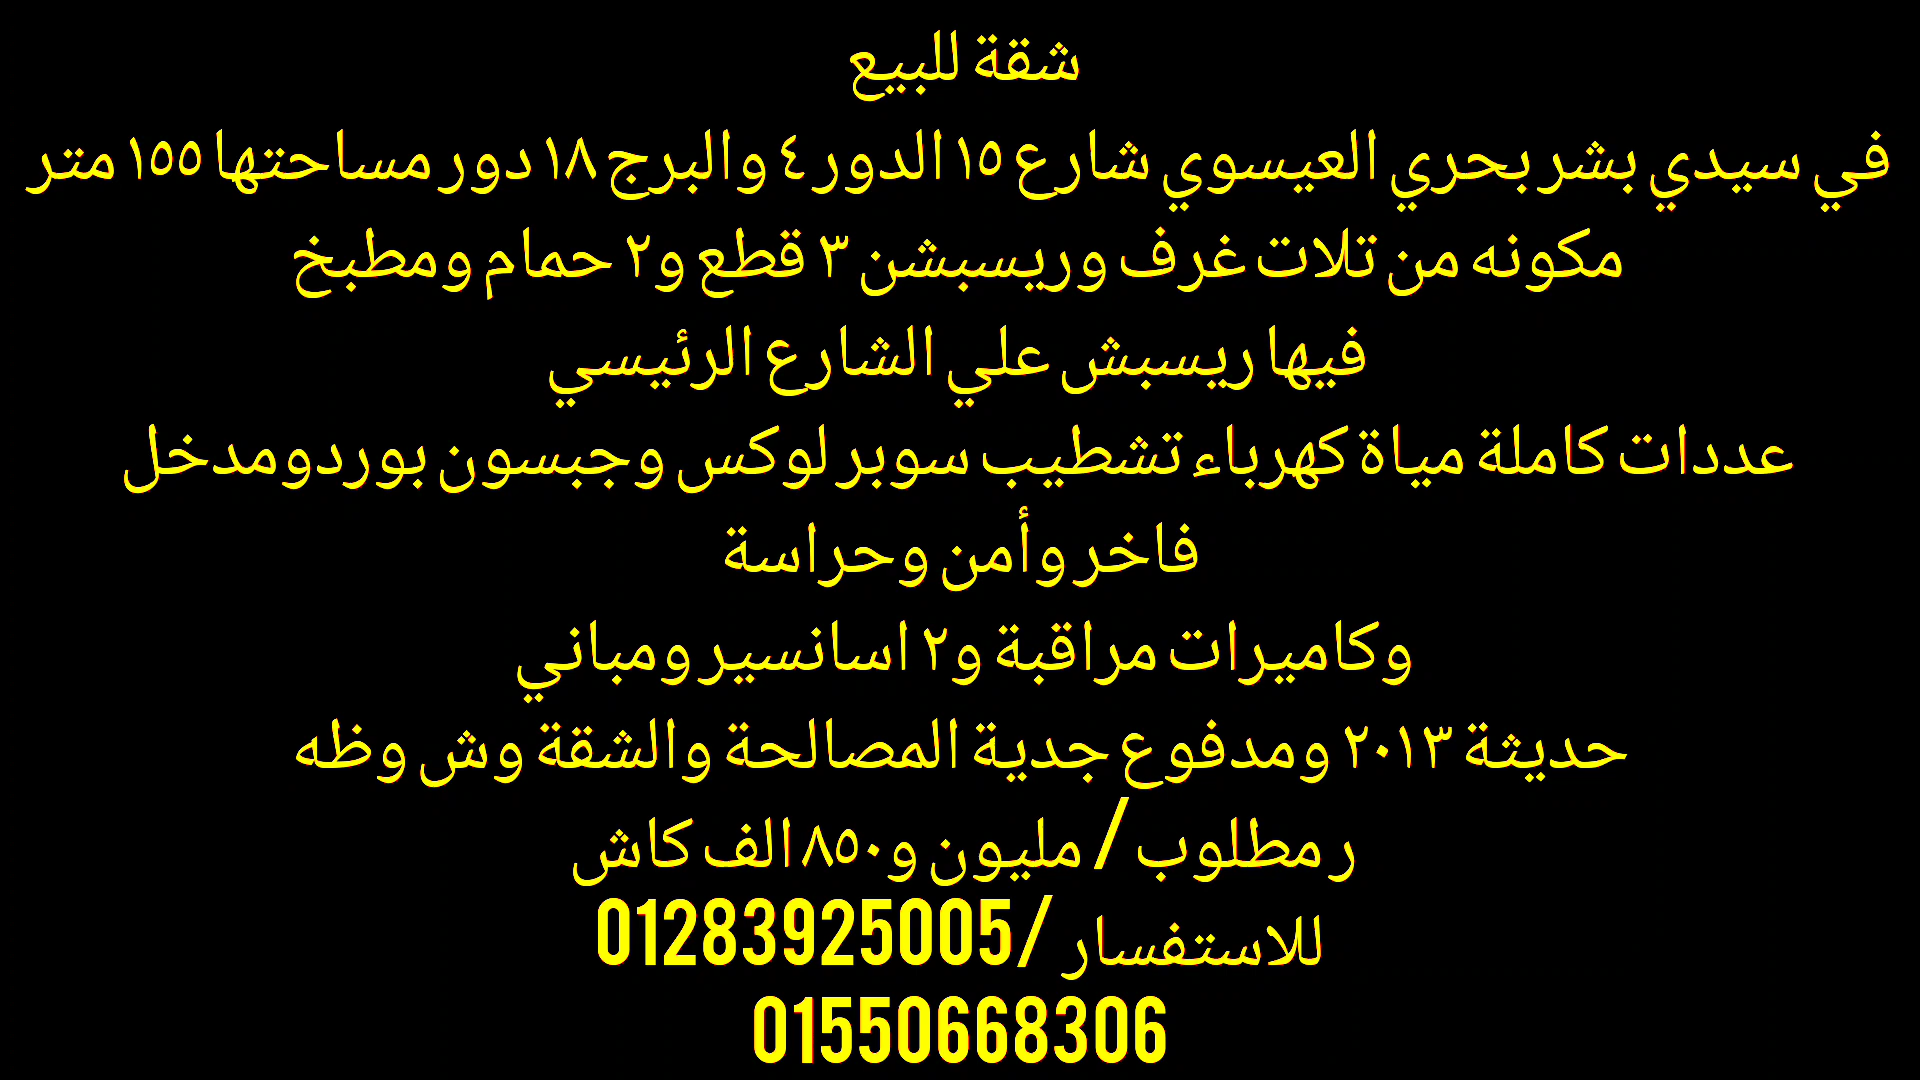 شقة للبيع
في سيدي بشر بحري العيسوي شارع ١٥ الدور ٤ والبرج ١٨ دور مساحتها ١٥٥ متر
مكونه من تلات غرف وريسبشن ٣ قطع و٢ حمام ومطبخ
فيها ريسبش علي الشارع الرئيسي
عددات كاملة مياة كهرباء تشطيب سوبر لوكس وجبسون بوردومدخل
فاخر وأمن وحراسة
وكاميرات مراقبة و٢ اسانسير ومباني
حديثة ٢٠١٣ ومدفوع جدية المصالحة والشقة وش وظه
ر مطلوب / مليون و٨٥٠ الف كاش
للاستفسار /01283925005
01550668306